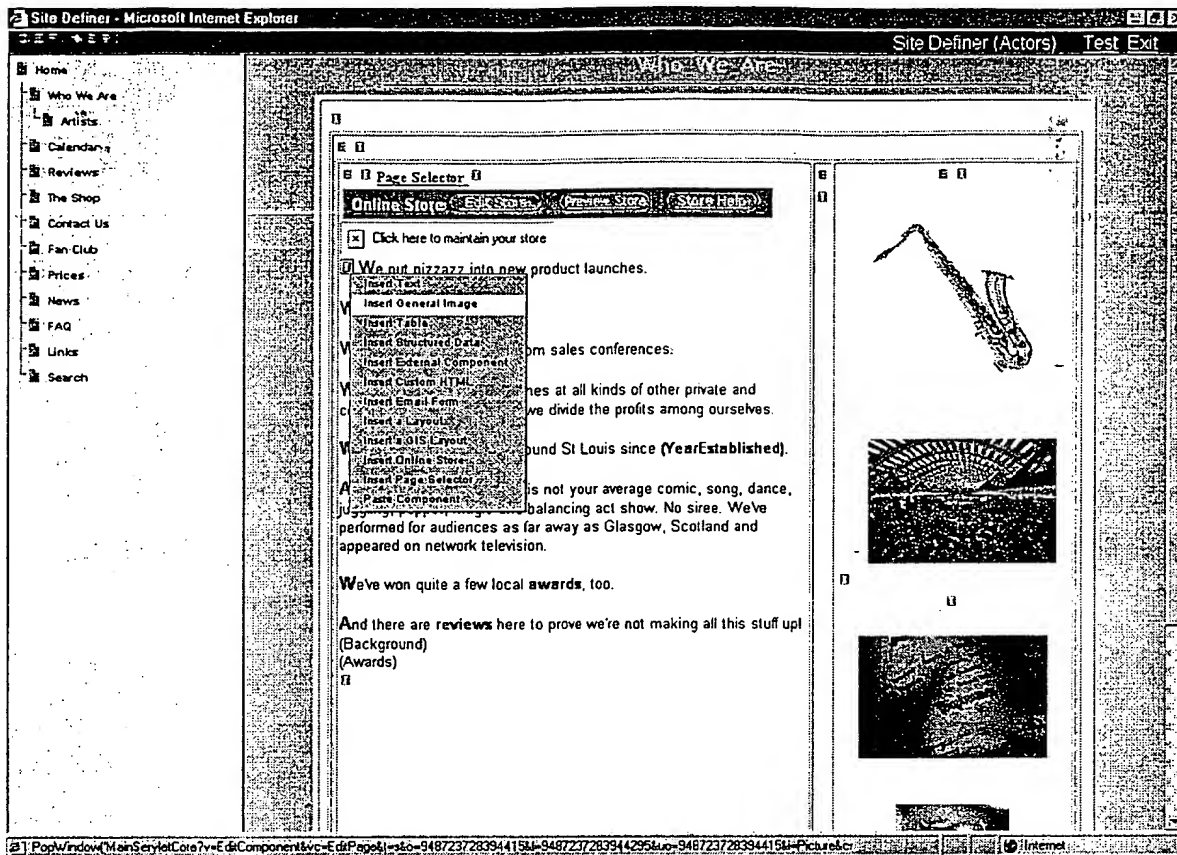 Site Definer - Microsoft Internet Explorer
Site Definer (Actors) Test Exit
Home
Who We Are
Artists
Calendar
Reviews
The Shop
Contact Us
Fan Club
Prices
News
FAQ
Links
Search
Who We Are
Page Selector
Online Store Edit Store Preview Store Store Help
Click here to maintain your store
We put pizzazz into new product launches.
Insert Text
Insert General Image
Insert Table
Insert Structured Data
Insert External Component
Insert Custom HTML
Insert Email Form
Insert a Layout
Insert a GIS Layout
Insert Online Store
Insert Page Selector
Paste Component
om sales conferences.
hes at all kinds of other private and
we divide the profits among ourselves.
ound St Louis since (YearEstablished).
is not your average comic, song, dance,
balancing act show. No siree. We've
performed for audiences as far away as Glasgow, Scotland and
appeared on network television.
We've won quite a few local awards, too.
And there are reviews here to prove we're not making all this stuff up!
(Background)
(Awards)
Internet